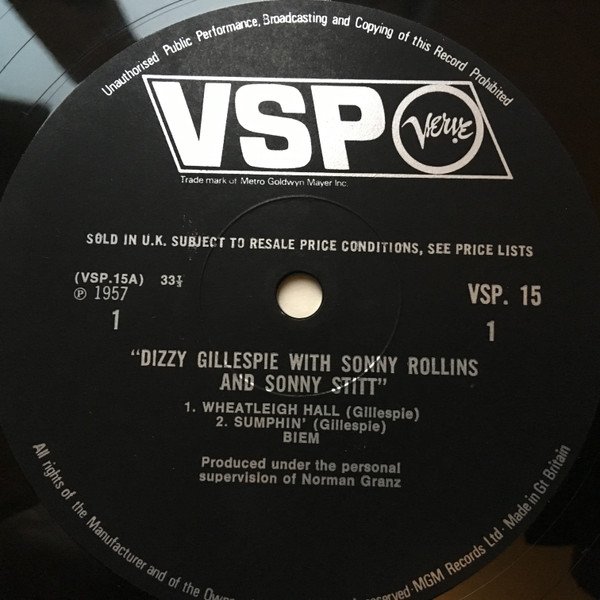 Unauthorised Public Performance, Broadcasting and Copying of this Record Prohibited
VSP Verve
Trade mark of Metro Goldwyn Mayer Inc.
SOLD IN U.K. SUBJECT TO RESALE PRICE CONDITIONS, SEE PRICE LISTS
(VSP.15A) 33⅓
℗ 1957
VSP. 15
1
1
"DIZZY GILLESPIE WITH SONNY ROLLINS
AND SONNY STITT"
1. WHEATLEIGH HALL (Gillespie)
2. SUMPHIN' (Gillespie)
BIEM
Produced under the personal
supervision of Norman Granz
All rights of the Manufacturer and of the Owner
reserved·MGM Records Ltd·Made in Gt Britain